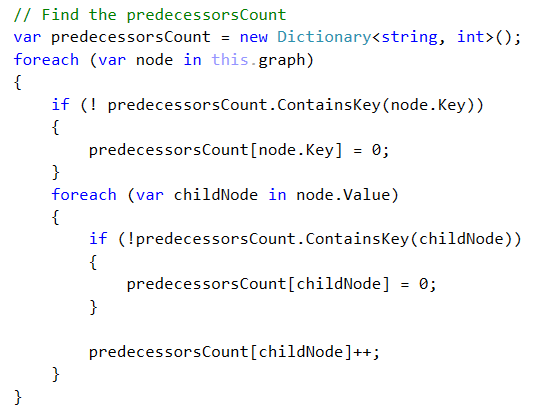 // Find the predecessorsCount
var predecessorsCount = new Dictionary<string, int>();
foreach (var node in this.graph)
{
    if (! predecessorsCount.ContainsKey(node.Key))
    {
        predecessorsCount[node.Key] = 0;
    }
    foreach (var childNode in node.Value)
    {
        if (!predecessorsCount.ContainsKey(childNode))
        {
            predecessorsCount[childNode] = 0;
        }

        predecessorsCount[childNode]++;
    }
}